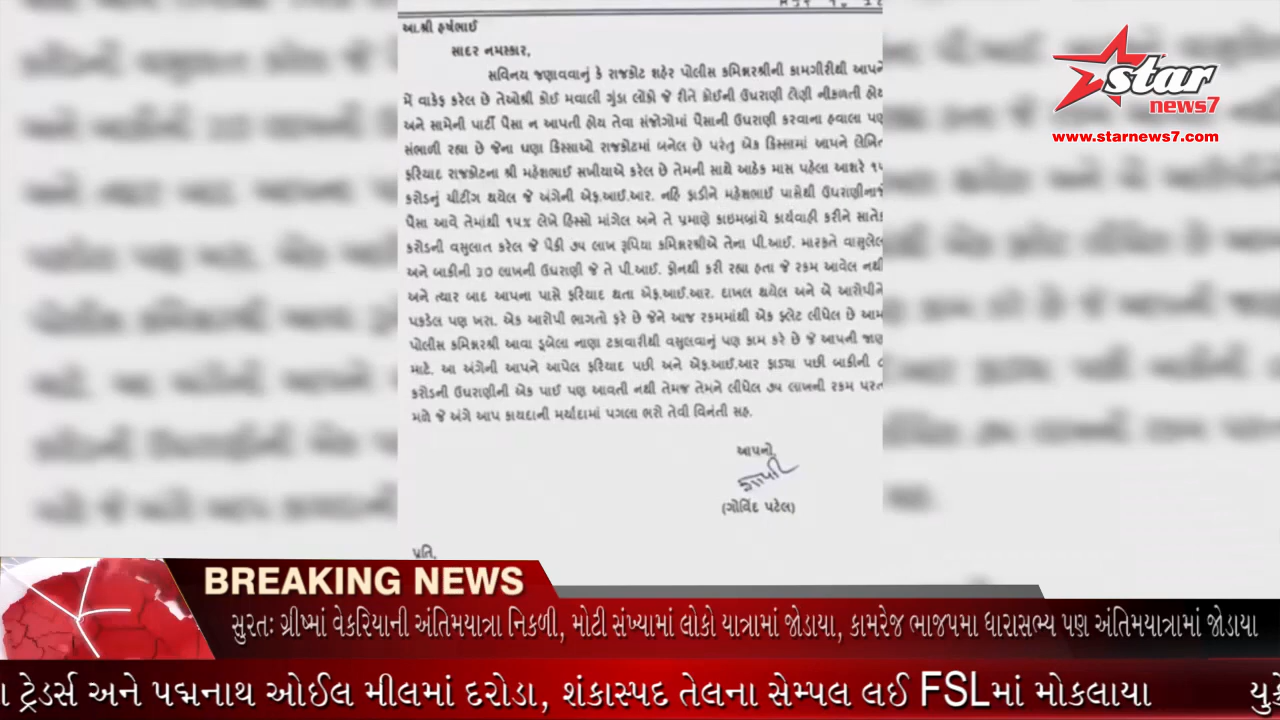 આ.શ્રી હર્ષભાઈ
સાદર નમસ્કાર,
સવિનય જણાવવાનું કે રાજકોટ શહેર પોલીસ કમિશ્નરશ્રીની કામગીરીથી આપને
મેં વાકેફ કરેલ છે તેઓશ્રી કોઈ મવાલી ગુંડા લોકો જે રીતે કોઈની ઉઘરાણી લેણી નીકળતી હોય
અને સામેની પાર્ટી પૈસા ન આપતી હોય તેવા સંજોગોમાં પૈસાની ઉઘરાણી કરવાના હવાલા પણ
સંભાળી રહ્યા છે જેના ઘણા કિસ્સાઓ રાજકોટમાં બનેલ છે પરંતુ એક કિસ્સામાં આપને લેખિત
ફરિયાદ રાજકોટના શ્રી મહેશભાઈ સખીયાએ કરેલ છે તેમની સાથે આઠેક માસ પહેલા આશરે ૧૫
કરોડનું ચીટીંગ થયેલ જે અંગેની એફ.આઈ.આર. નહિ ફાડીને મહેશભાઈ પાસેથી ઉઘરાણીનાજે
પૈસા આવે તેમાંથી ૧૫% લેખે હિસ્સો માંગેલ અને તે પ્રમાણે ક્રાઇમબ્રાંચે કાર્યવાહી કરીને સાતેક
કરોડની વસુલાત કરેલ જે પૈકી ૭૫ લાખ રૂપિયા કમિશ્નરશ્રીએ તેના પી.આઈ. મારફતે વાસુલેલ
અને બાકીની ૩૦ લાખની ઉઘરાણી જે તે પી.આઈ. ફોનથી કરી રહ્યા હતા જે રકમ આવેલ નથી
અને ત્યાર બાદ આપના પાસે ફરિયાદ થતા એફ.આઈ.આર. દાખલ થયેલ અને બે આરોપીને
પકડેલ પણ ખરા. એક આરોપી ભાગતો ફરે છે જેને આજ રકમમાંથી એક ફ્લેટ લીધેલ છે આમ
પોલીસ કમિશ્નરશ્રી આવા ડૂબેલા નાણા ટકાવારીથી વસુલવાનું પણ કામ કરે છે જે આપની જાણ
માટે. આ અંગેની આપને આપેલ ફરિયાદ પછી અને એફ.આઈ.આર ફાડ્યા પછી બાકીની
કરોડની ઉઘરાણીની એક પાઈ પણ આવતી નથી તેમજ તેમને લીધેલ ૭૫ લાખની રકમ પરત
મળે જે અંગે આપ કાયદાની મર્યાદામાં પગલા ભરો તેવી વિનંતી સહ.
આપનો,
(ગોવિંદ પટેલ)
પ્રતિ,
star
news7
www.starnews7.com
BREAKING NEWS
સુરતઃ ગ્રીષ્મા વેકરિયાની અંતિમયાત્રા નિકળી, મોટી સંખ્યામાં લોકો યાત્રામાં જોડાયા, કામરેજ ભાજપમા ધારાસભ્ય પણ અંતિમયાત્રામાં જોડાયા
ટ્રેડર્સ અને પદ્મનાથ ઓઈલ મીલમાં દરોડા, શંકાસ્પદ તેલના સેમ્પલ લઈ FSLમાં મોકલાયા